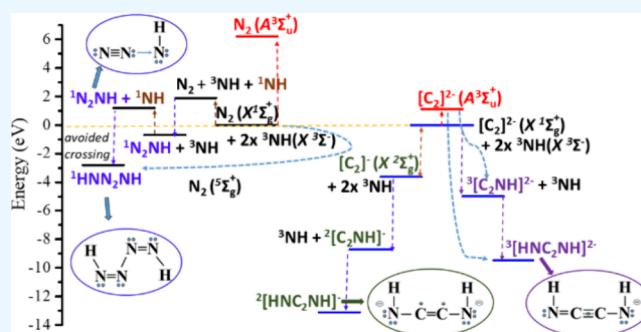 Energy (eV)
6
4
2
0
-2
-4
-6
-8
-10
-12
-14
N₂ (A³Σᵤ⁺)
H
:N≡N: → N:
N₂ + ³NH + ¹NH
¹N₂NH + ¹NH
N₂ (X¹Σg⁺)
+ 2x ³NH(X ³Σ⁻)
avoided
crossing
¹N₂NH + ³NH
¹HNN₂NH
N₂ (⁵Σg⁺)
H
N=N
N=N
H
[C₂]²⁻ (A³Σᵤ⁺)
[C₂]²⁻(X ¹Σg⁺)
+ 2x ³NH(X ³Σ⁻)
[C₂]⁻ (X ²Σg⁺)
+ 2x ³NH
³[C₂NH]²⁻ + ³NH
³NH + ²[C₂NH]⁻
³[HNC₂NH]²⁻
²[HNC₂NH]⁻
H H
⊖ N–C=C–N ⊖
H H
N=C–C≡C–N ⊖